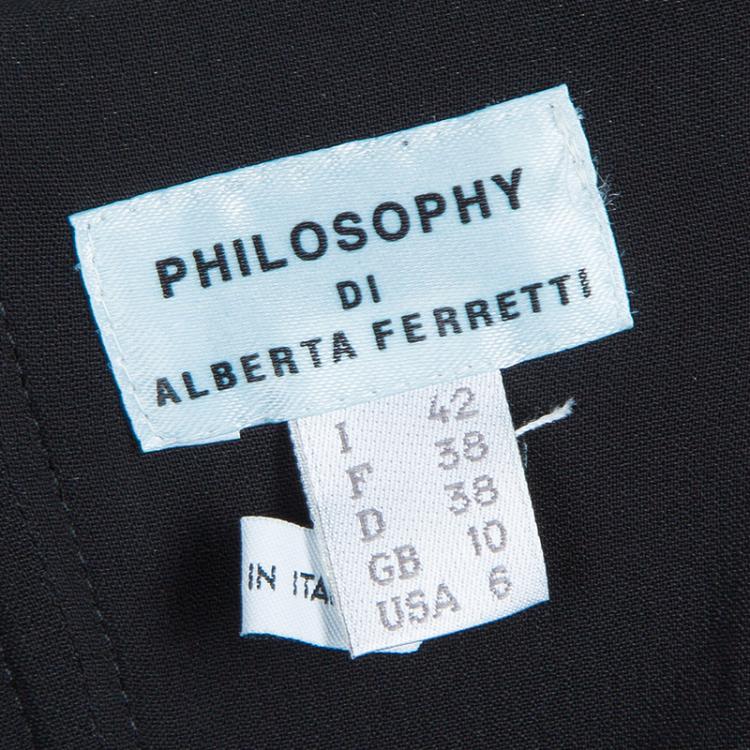 PHILOSOPHY
DI
ALBERTA FERRETTI
I 42
F 38
D 38
GB 10
USA 6
IN ITA